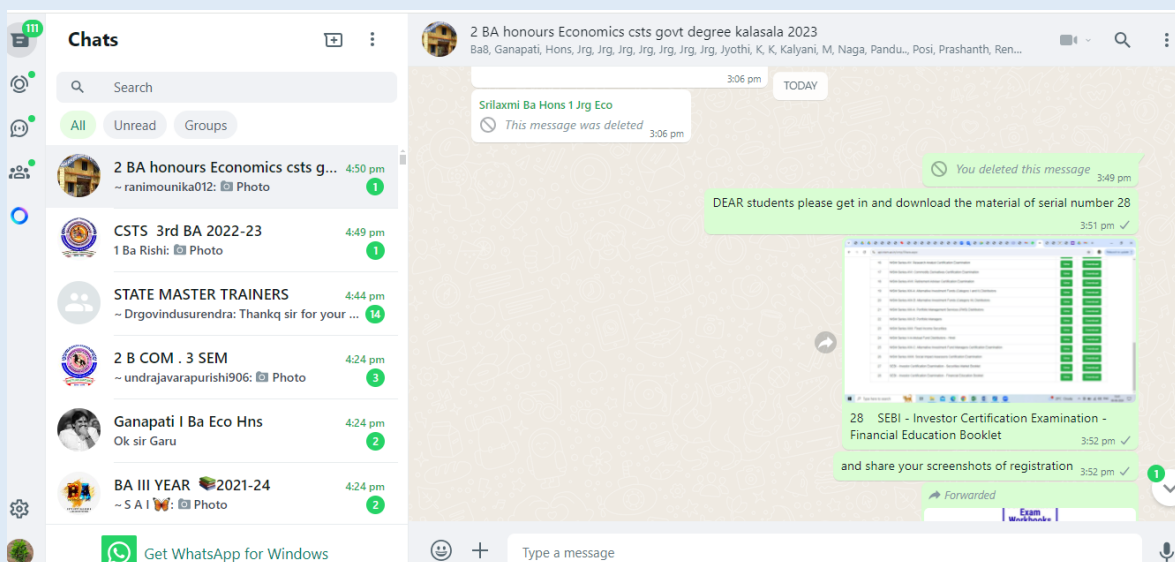 111
Chats
Search
All Unread Groups
2 BA honours Economics csts g... 4:50 pm
~ ranimounika012: Photo 1
CSTS 3rd BA 2022-23 4:49 pm
1 Ba Rishi: Photo 1
STATE MASTER TRAINERS 4:44 pm
~ Drgovindusurendra: Thankq sir for your ... 14
2 B COM . 3 SEM 4:24 pm
~ undrajavarapurishi906: Photo 3
Ganapati I Ba Eco Hns 4:24 pm
Ok sir Garu 2
BA III YEAR 📚2021-24 4:24 pm
~ S A I 🦋: Photo 2
Get WhatsApp for Windows
2 BA honours Economics csts govt degree kalasala 2023
Ba8, Ganapati, Hons, Jrg, Jrg, Jrg, Jrg, Jrg, Jrg, Jrg, Jyothi, K, K, Kalyani, M, Naga, Pandu.., Posi, Prashanth, Ren...
3:06 pm
TODAY
Srilaxmi Ba Hons 1 Jrg Eco
This message was deleted 3:06 pm
You deleted this message 3:49 pm
DEAR students please get in and download the material of serial number 28
3:51 pm
28 SEBI - Investor Certification Examination -
Financial Education Booklet 3:52 pm
and share your screenshots of registration 3:52 pm
1
Forwarded
Exam
Workbooks
Type a message